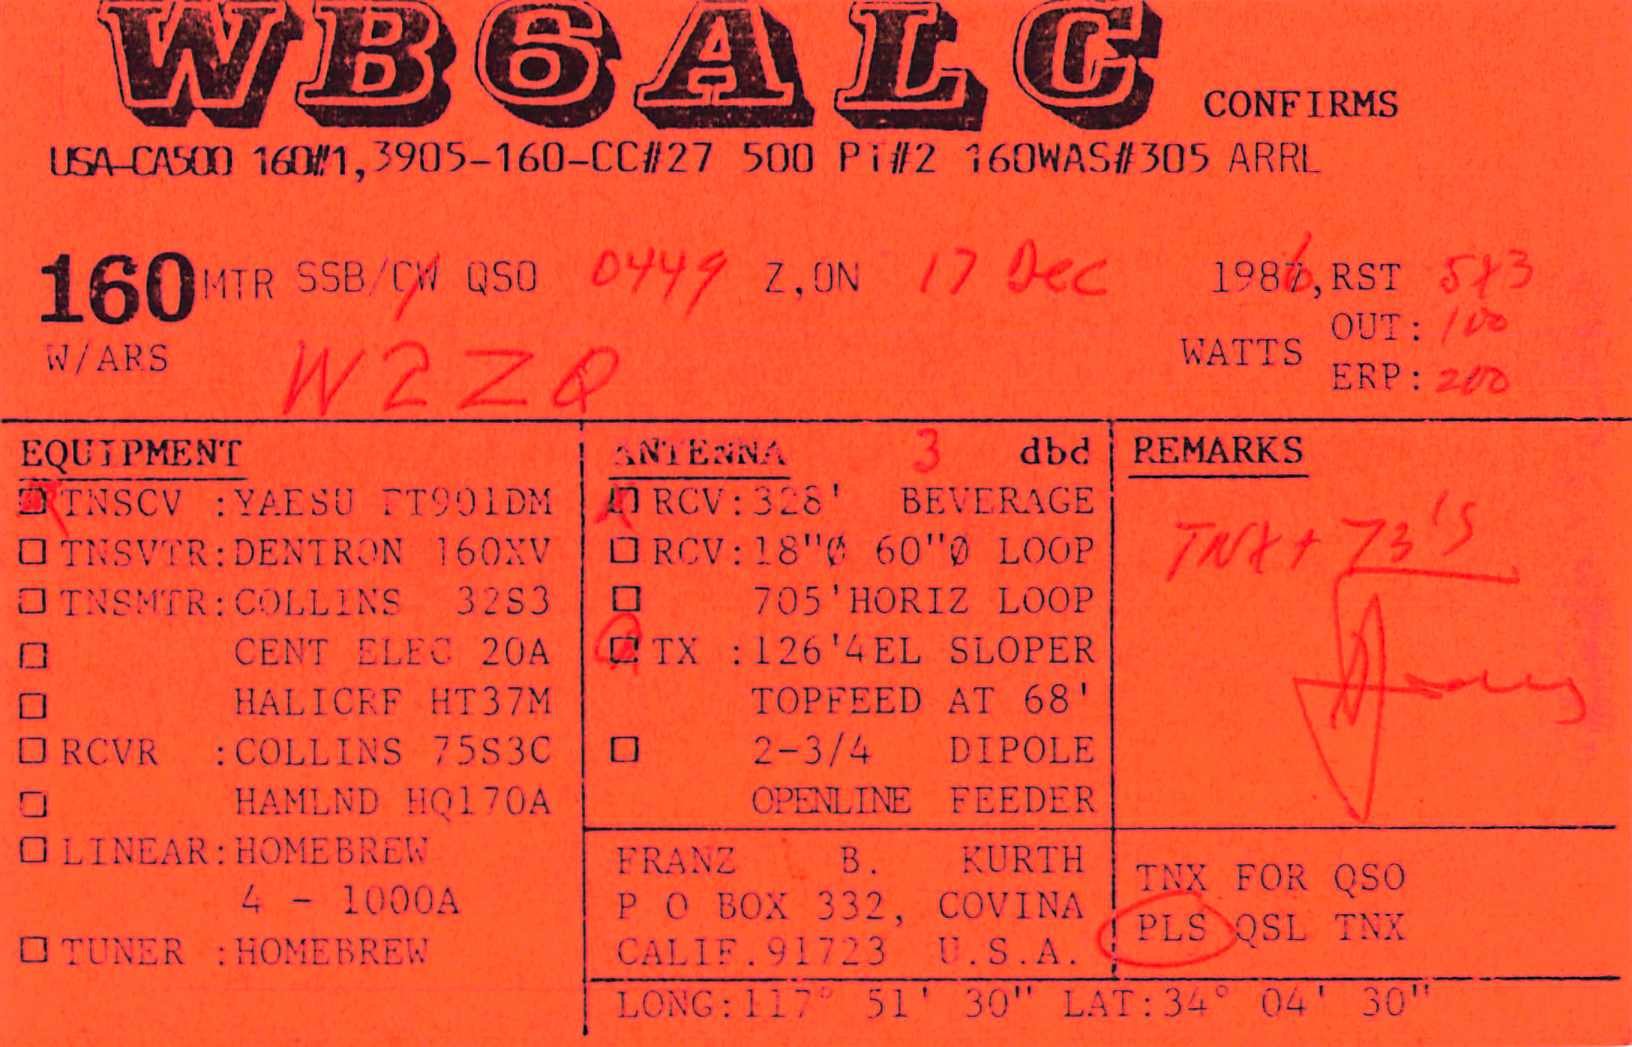 WB6ALC CONFIRMS
USA-CA500 160#1, 3905-160-CC#27 500 Pi#2 160WAS#305 ARRL
160 MTR SSB/CW QSO 0449 Z, ON 17 Dec 1986, RST 5x3
WATTS OUT: 100
ERP: 200
W/ARS W2ZQ
EQUIPMENT
TNSCV :YAESU FT901DM
TNSVTR:DENTRON 160XV
TNSMTR:COLLINS 32S3
CENT ELEC 20A
HALICRF HT37M
RCVR :COLLINS 75S3C
HAMLND HQ170A
LINEAR:HOMEBREW
4 - 1000A
TUNER :HOMEBREW
ANTENNA 3 dbd
RCV:328' BEVERAGE
RCV:18"Ø 60"Ø LOOP
705'HORIZ LOOP
TX :126'4EL SLOPER
TOPFEED AT 68'
2-3/4 DIPOLE
OPENLINE FEEDER
REMARKS
TNX + 73's
FRANZ B. KURTH
P O BOX 332, COVINA
CALIF.91723 U.S.A.
TNX FOR QSO
PLS QSL TNX
LONG:117° 51' 30" LAT:34° 04' 30"